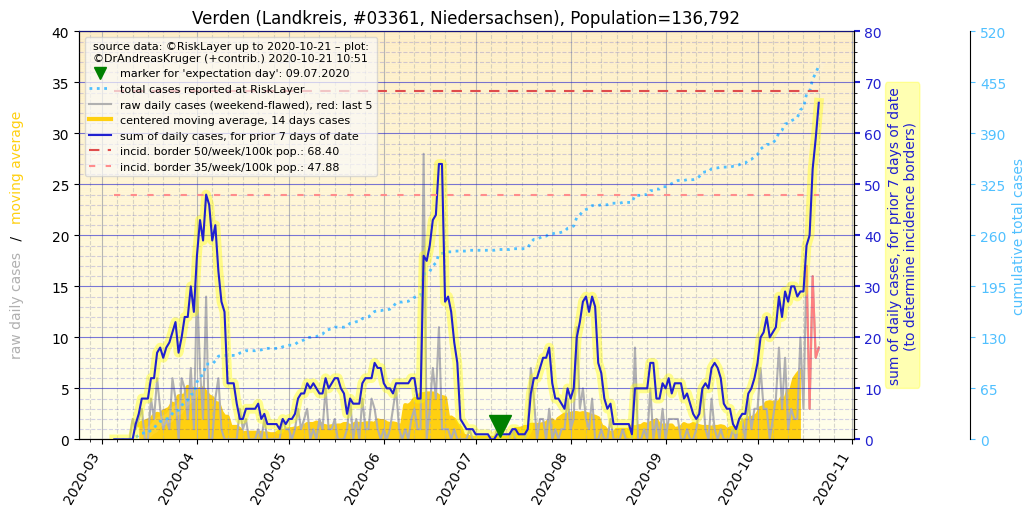 Verden (Landkreis, #03361, Niedersachsen), Population=136,792
source data: ©RiskLayer up to 2020-10-21 – plot:
©DrAndreasKruger (+contrib.) 2020-10-21 10:51
marker for 'expectation day': 09.07.2020
total cases reported at RiskLayer
raw daily cases (weekend-flawed), red: last 5
centered moving average, 14 days cases
sum of daily cases, for prior 7 days of date
incid. border 50/week/100k pop.: 68.40
incid. border 35/week/100k pop.: 47.88
raw daily cases / moving average
40
35
30
25
20
15
10
5
0
2020-03
2020-04
2020-05
2020-06
2020-07
2020-08
2020-09
2020-10
2020-11
80
70
60
50
40
30
20
10
0
sum of daily cases, for prior 7 days of date
(to determine incidence borders)
520
455
390
325
260
195
130
65
0
cumulative total cases